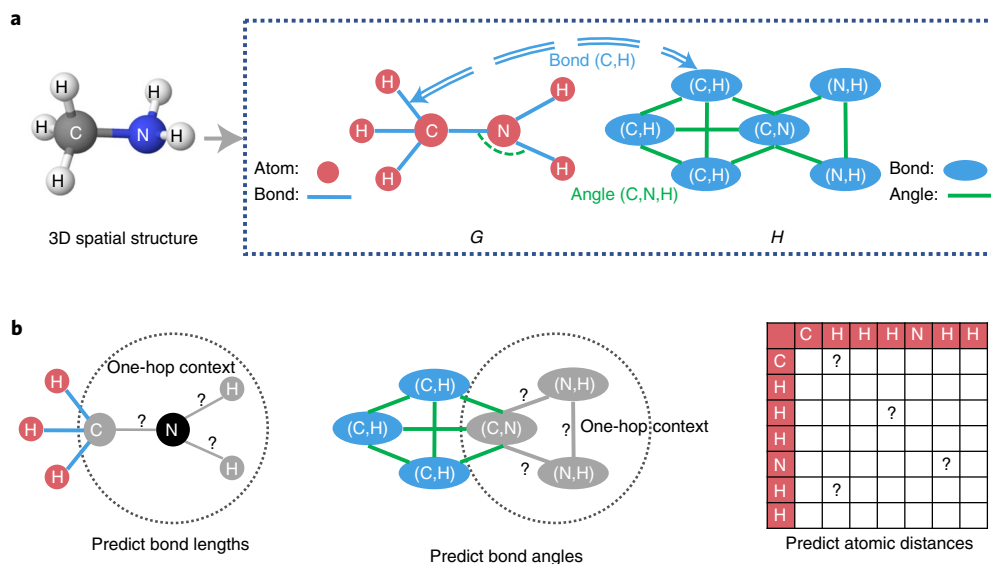 a
H
H
H
H
H
C
N
3D spatial structure
Bond (C,H)
H
H
H
C
N
H
H
Angle (C,N,H)
Atom:
Bond:
G
(C,H)
(N,H)
(C,H)
(C,N)
(C,H)
(N,H)
Bond:
Angle:
H
b
One-hop context
H
H
H
C
?
N
?
H
?
H
Predict bond lengths
(C,H)
(C,H)
(C,H)
(C,N)
?
(N,H)
?
One-hop context
?
(N,H)
Predict bond angles
C H H H N H H
C ?
H
H ?
H
N ?
H ?
H
Predict atomic distances